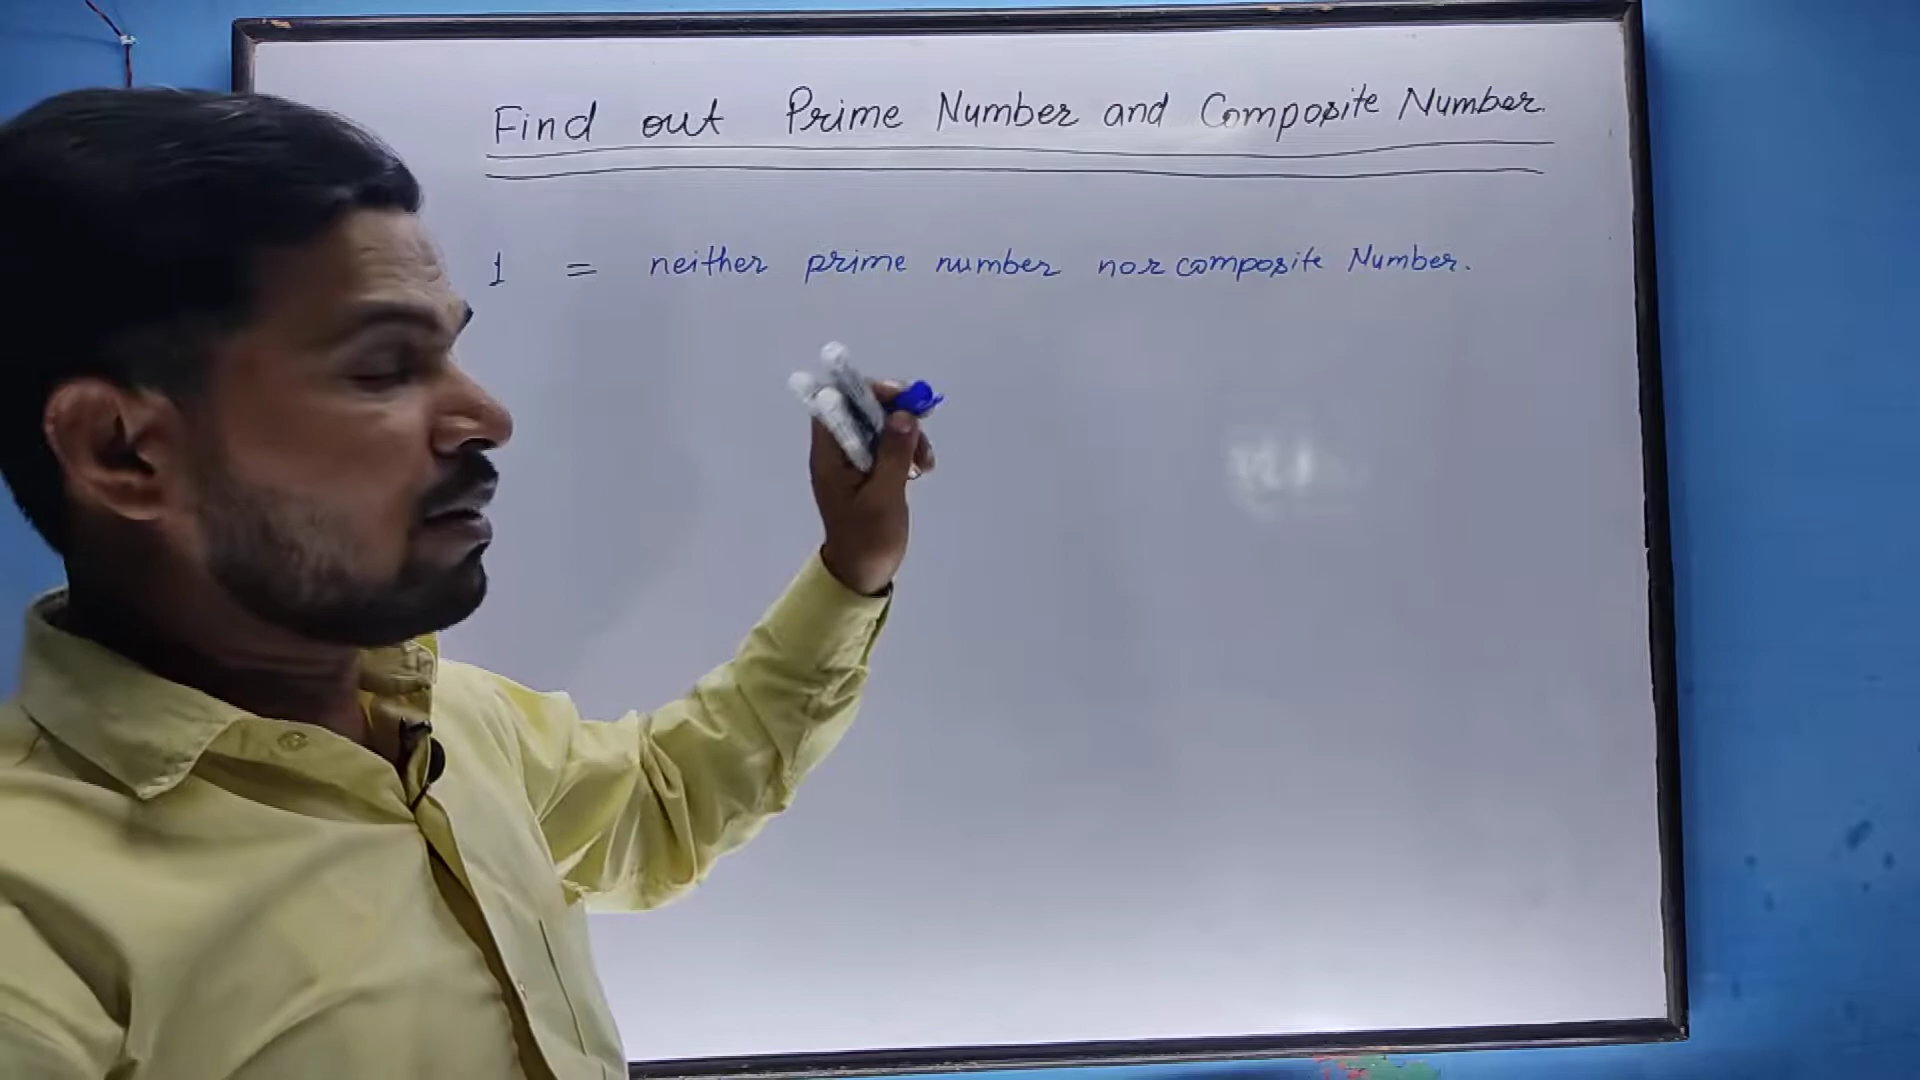 Find out Prime Number and Composite Number.
1 = neither prime number nor composite Number.